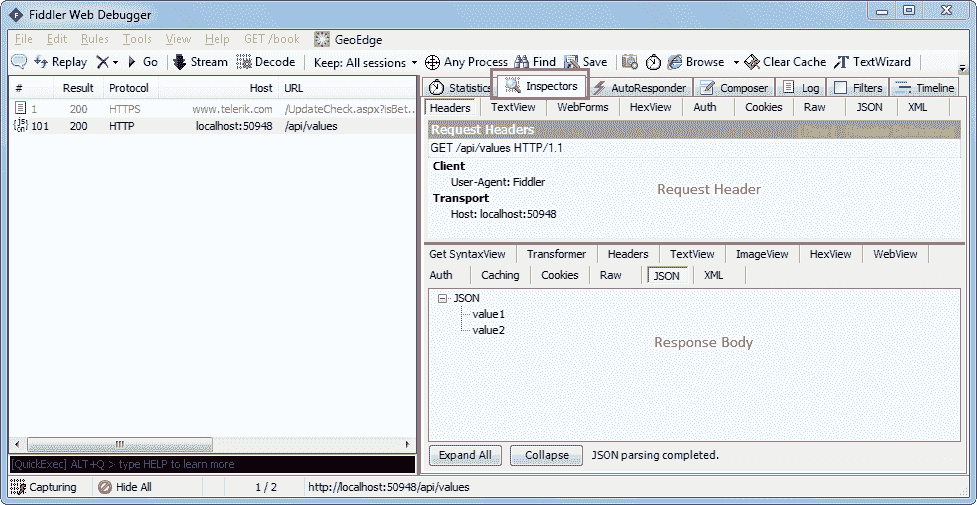 Fiddler Web Debugger
File Edit Rules Tools View Help GET /book GeoEdge
Replay Go Stream Decode Keep: All sessions Any Process Find Save Browse Clear Cache TextWizard
# Result Protocol Host URL
1 200 HTTPS www.telerik.com /UpdateCheck.aspx?isBet...
101 200 HTTP localhost:50948 /api/values
Statistics Inspectors AutoResponder Composer Log Filters Timeline
Headers TextView WebForms HexView Auth Cookies Raw JSON XML
Request Headers
GET /api/values HTTP/1.1
Client
User-Agent: Fiddler
Transport
Host: localhost:50948
Request Header
Get SyntaxView Transformer Headers TextView ImageView HexView WebView
Auth Caching Cookies Raw JSON XML
JSON
value1
value2
Response Body
Expand All Collapse JSON parsing completed.
[QuickExec] ALT+Q > type HELP to learn more
Capturing Hide All 1 / 2 http://localhost:50948/api/values